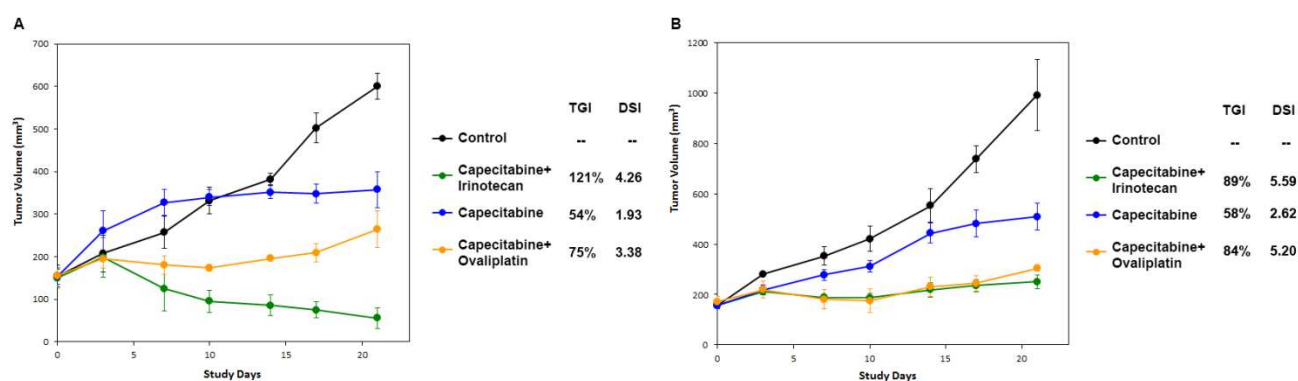 A
700
600
500
400
300
200
100
0
0 5 10 15 20
Tumor Volume (mm³)
Study Days
TGI DSI
Control -- --
Capecitabine+
Irinotecan 121% 4.26
Capecitabine 54% 1.93
Capecitabine+
Ovaliplatin 75% 3.38
B
1200
1000
800
600
400
200
0
0 5 10 15 20
Tumor Volume (mm³)
Study Days
TGI DSI
Control -- --
Capecitabine+
Irinotecan 89% 5.59
Capecitabine 58% 2.62
Capecitabine+
Ovaliplatin 84% 5.20